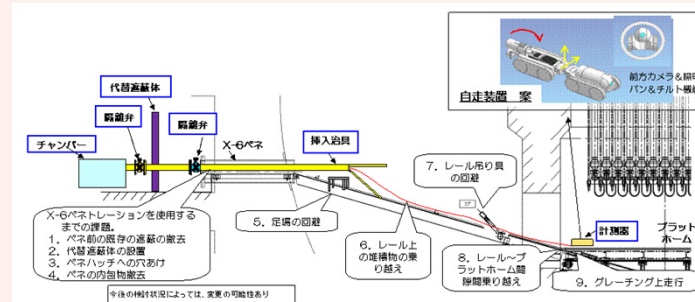 代替遮蔽体
隔離弁
隔離弁
チャンバー
X-6ペネ
挿入治具
自走装置　案
前方カメラ＆照明
パン＆チルト機能
7．レール吊り具
の回避
5．足場の回避
6．レール上
の堆積物の乗
り越え
計測器
プラット
ホーム
8．レール～プ
ラットホーム間
隙間乗り越え
9．グレーチング上走行
X-6ペネトレーションを使用する
までの課題。
1．ペネ前の既存の遮蔽の撤去
2．代替遮蔽体の設置
3．ペネハッチへの穴あけ
4．ペネの内包物撤去
今後の検討状況によっては、変更の可能性あり